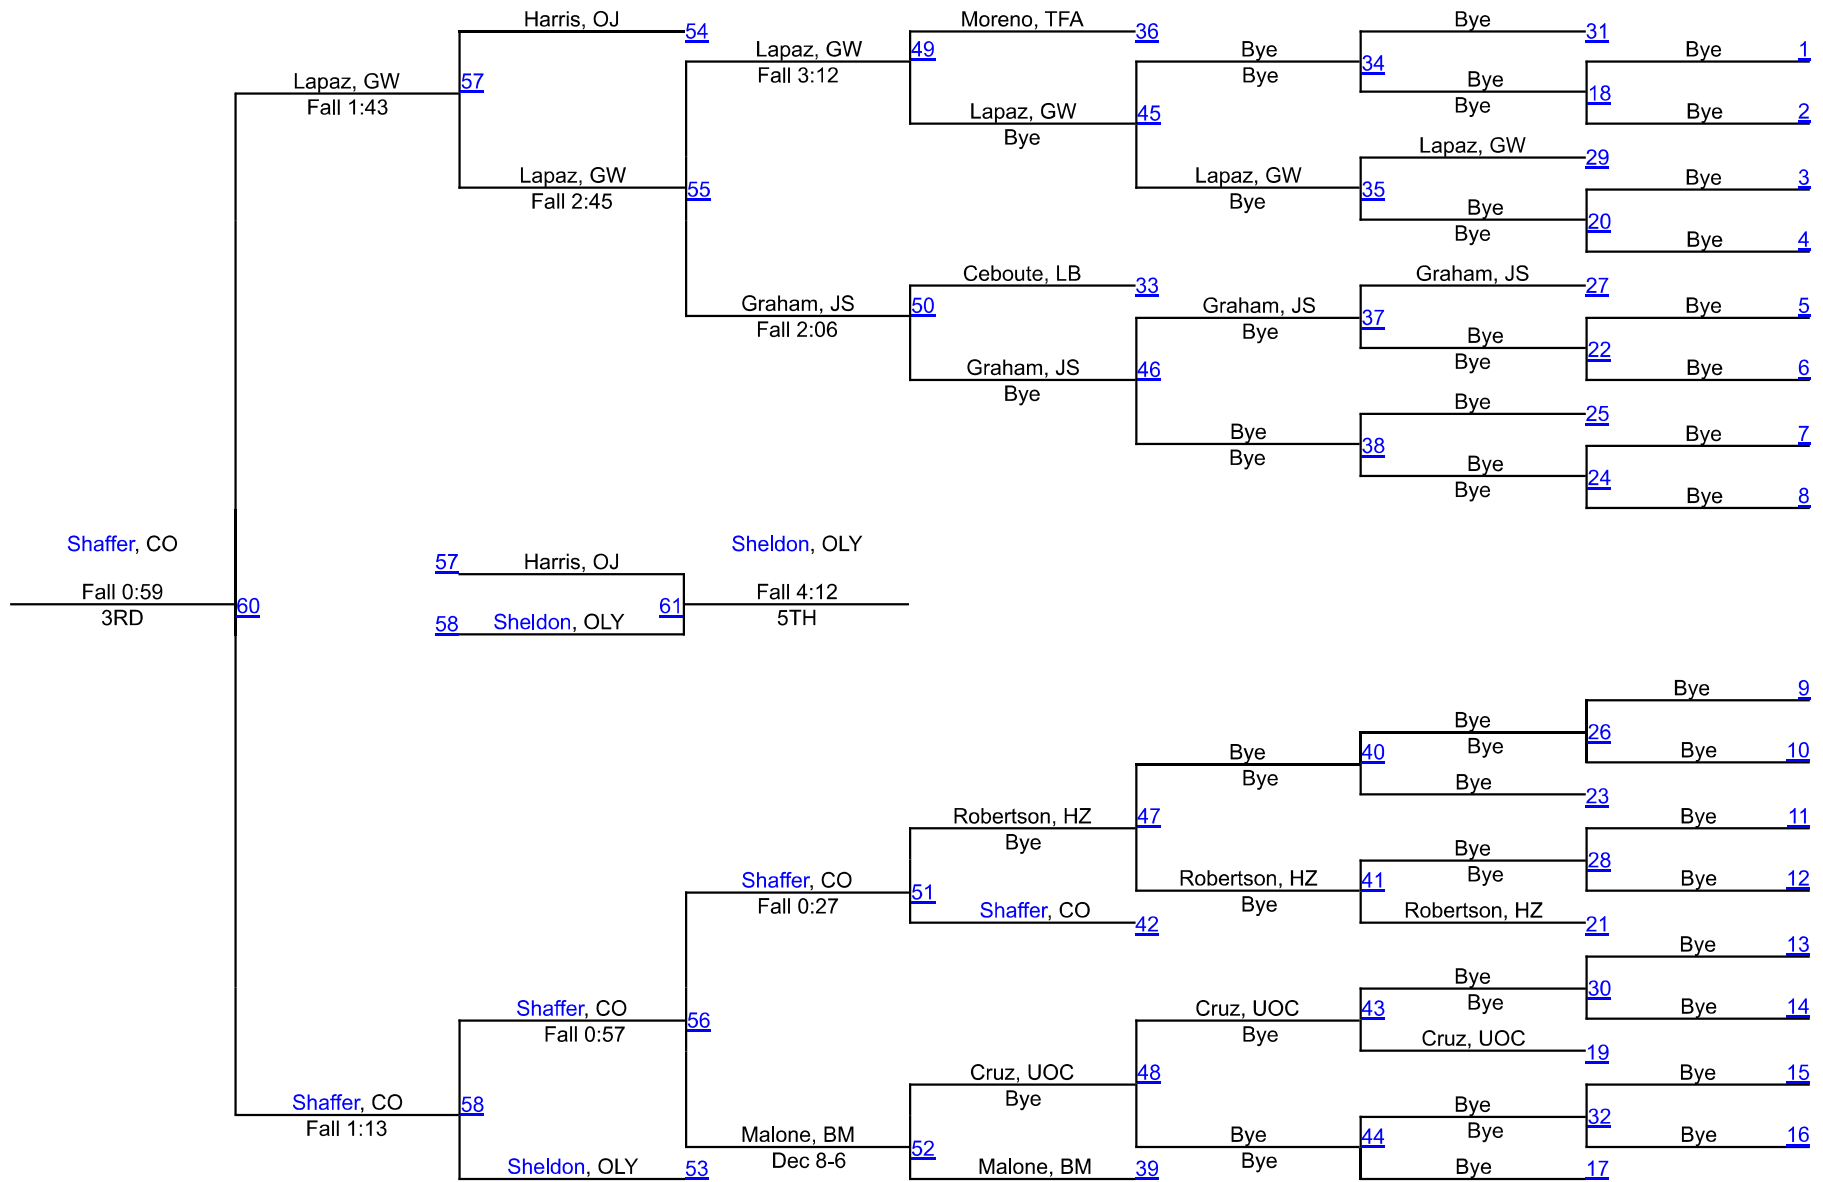 Harris, OJ
54
Moreno, TFA
36
Bye
31
Lapaz, GW
49
Fall 3:12
Bye
34
Bye
Bye
1
Lapaz, GW
57
Fall 1:43
Bye
18
Bye
Bye
2
Lapaz, GW
45
Bye
Lapaz, GW
29
Lapaz, GW
55
Fall 2:45
Lapaz, GW
35
Bye
Bye
3
Bye
20
Bye
Bye
4
Ceboute, LB
33
Graham, JS
27
Graham, JS
50
Fall 2:06
Graham, JS
37
Bye
Bye
5
Bye
22
Bye
Bye
6
Graham, JS
46
Bye
Bye
25
Bye
38
Bye
Bye
7
Bye
24
Bye
Bye
8
Shaffer, CO
Fall 0:59
60
3RD
57
Harris, OJ
58
Sheldon, OLY
61
Sheldon, OLY
Fall 4:12
5TH
Bye
9
Bye
26
Bye
Bye
40
Bye
Bye
10
Bye
23
Robertson, HZ
47
Bye
Bye
11
Bye
28
Bye
Robertson, HZ
41
Bye
Bye
12
Shaffer, CO
51
Fall 0:27
Shaffer, CO
42
Robertson, HZ
21
Bye
13
Bye
30
Bye
Shaffer, CO
56
Fall 0:57
Cruz, UOC
43
Bye
Bye
14
Cruz, UOC
19
Cruz, UOC
48
Bye
Bye
15
Shaffer, CO
58
Fall 1:13
Bye
32
Bye
Malone, BM
52
Dec 8-6
Bye
44
Bye
Bye
16
Sheldon, OLY
53
Malone, BM
39
Bye
17